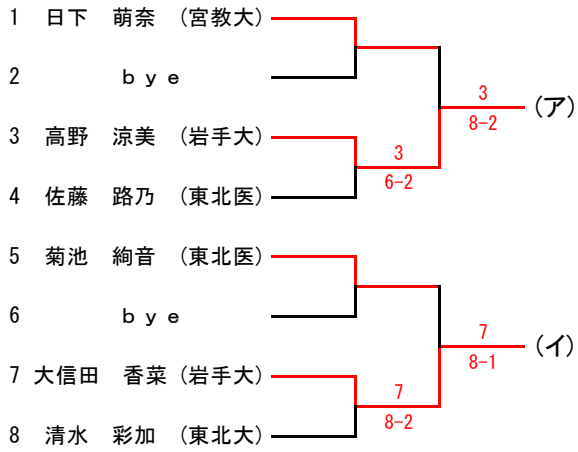 1 日下 萌奈 (宮教大)
2 bye
3
8-2
(ア)
3 高野 涼美 (岩手大)
3
6-2
4 佐藤 路乃 (東北医)
5 菊池 絢音 (東北医)
6 bye
7
8-1
(イ)
7 大信田 香菜 (岩手大)
7
8-2
8 清水 彩加 (東北大)